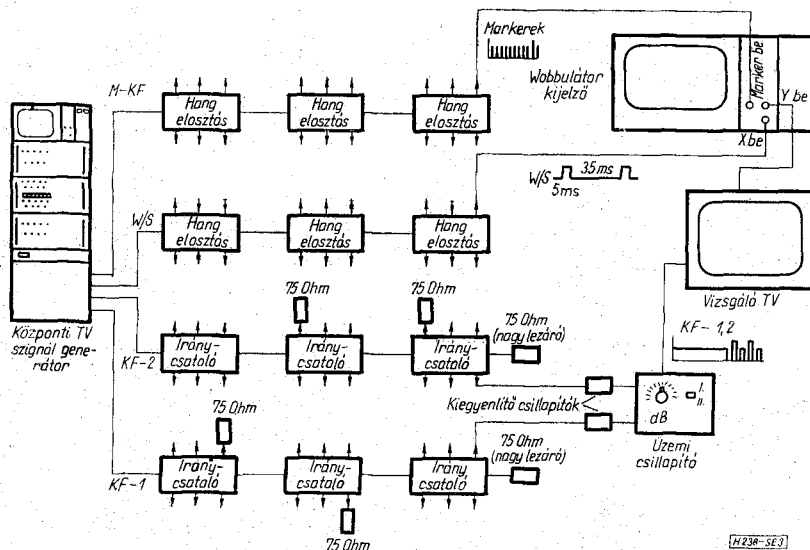 Markerek
M-KF
Hang
elosztás
Hang
elosztás
Hang
elosztás
Wobbulátor
kijelző
Marker be
Y be
X be
W/S
35ms
5ms
W/S
Hang
elosztás
Hang
elosztás
Hang
elosztás
Vizsgáló TV
Központi TV
szignál gene-
rátor
75 Ohm
75 Ohm
KF-2
Irány-
csatoló
Irány-
csatoló
Irány-
csatoló
75 Ohm
(nagy lezáró)
KF-1,2
Kiegyenlítő csillapítók
I.
II.
dB
Üzemi
csillapító
75 Ohm
KF-1
Irány-
csatoló
Irány-
csatoló
Irány
csatoló
75 Ohm
(nagy lezáró)
75 Ohm
H238-SE3